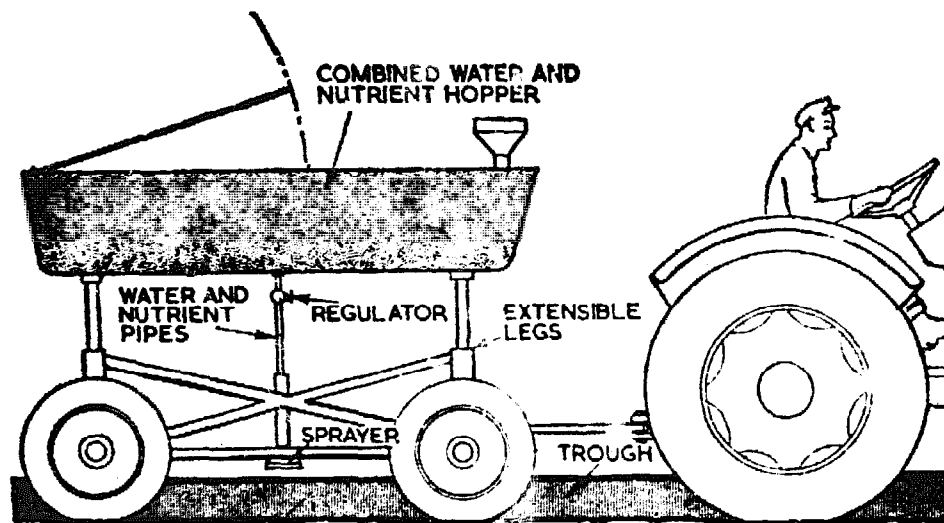 COMBINED WATER AND
NUTRIENT HOPPER
WATER AND
NUTRIENT
PIPES
REGULATOR
EXTENSIBLE
LEGS
SPRAYER
TROUGH